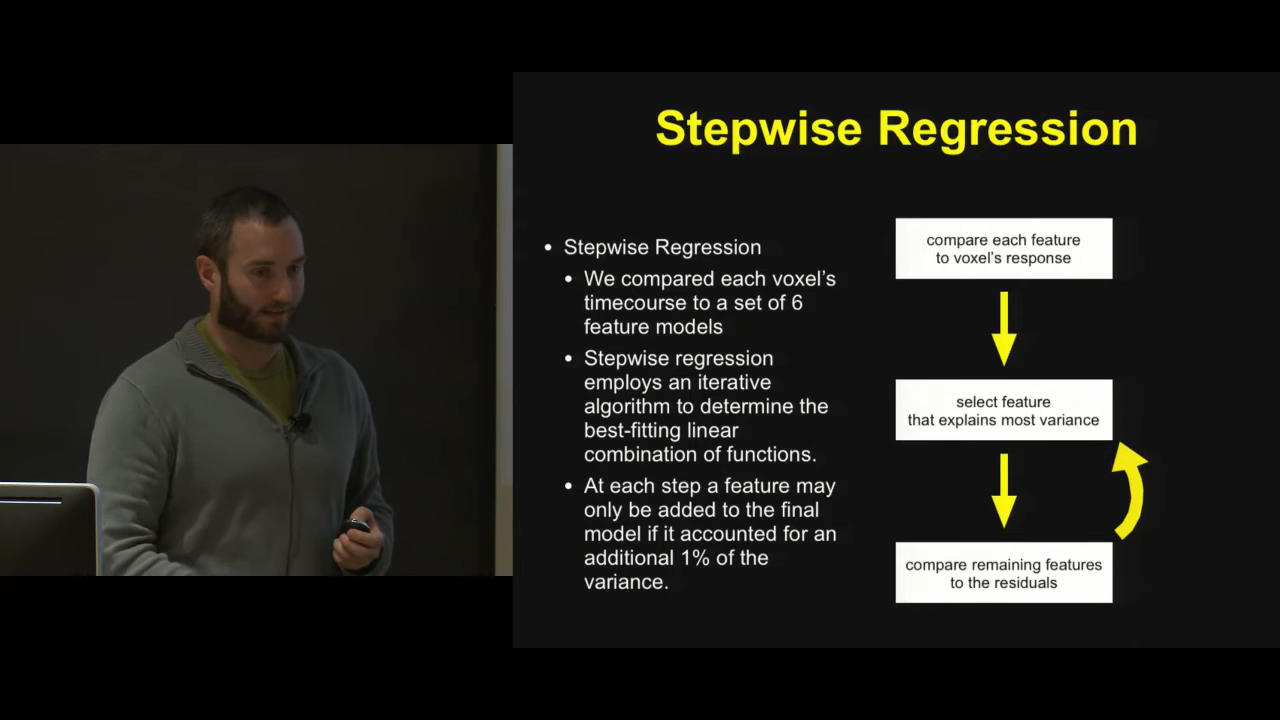 Stepwise Regression
• Stepwise Regression
• We compared each voxel's
timecourse to a set of 6
feature models
• Stepwise regression
employs an iterative
algorithm to determine the
best-fitting linear
combination of functions.
• At each step a feature may
only be added to the final
model if it accounted for an
additional 1% of the
variance.
compare each feature
to voxel's response
select feature
that explains most variance
compare remaining features
to the residuals